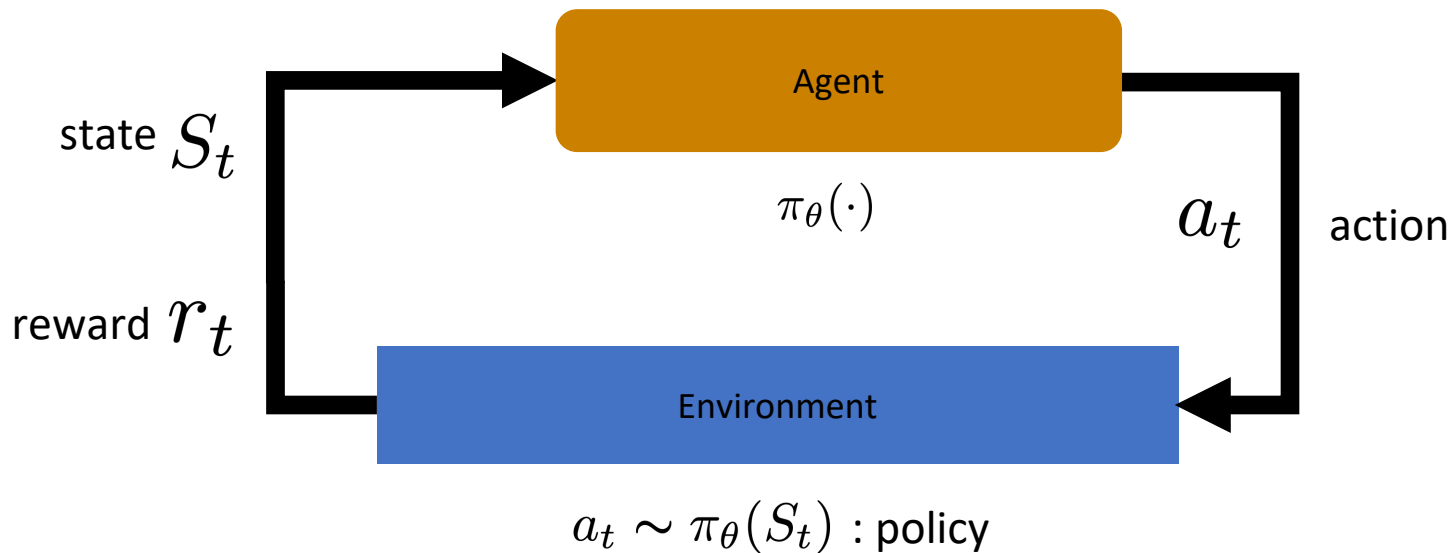 Agent
state S_t
π_θ(·)
a_t action
reward r_t
Environment
a_t ∼ π_θ(S_t) : policy